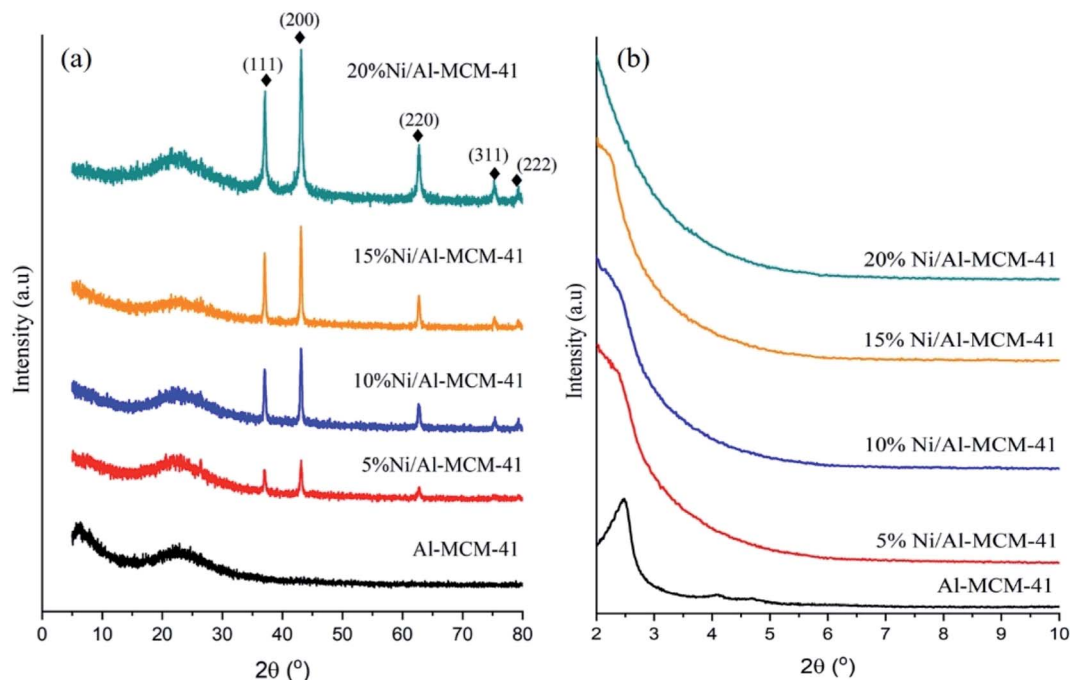 (a)
(200)
(111)
20%Ni/Al-MCM-41
(220)
(311)
(222)
15%Ni/Al-MCM-41
10%Ni/Al-MCM-41
5%Ni/Al-MCM-41
Al-MCM-41
Intensity (a.u)
0 10 20 30 40 50 60 70 80
2θ (°)
(b)
20% Ni/Al-MCM-41
15% Ni/Al-MCM-41
10% Ni/Al-MCM-41
5% Ni/Al-MCM-41
Al-MCM-41
Intensity (a.u)
2 3 4 5 6 7 8 9 10
2θ (°)